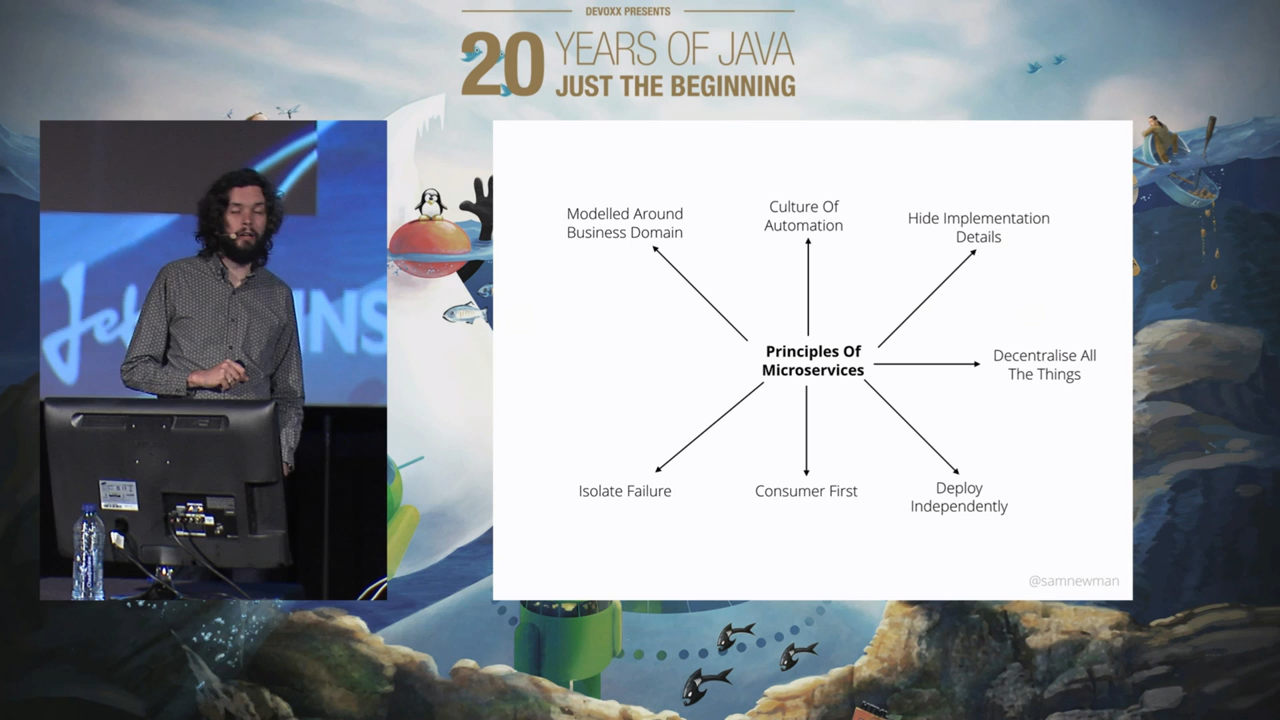 DEVOXX PRESENTS
20 YEARS OF JAVA
JUST THE BEGINNING
Modelled Around
Business Domain
Culture Of
Automation
Hide Implementation
Details
Principles Of
Microservices
Decentralise All
The Things
Isolate Failure
Consumer First
Deploy
Independently
@samnewman